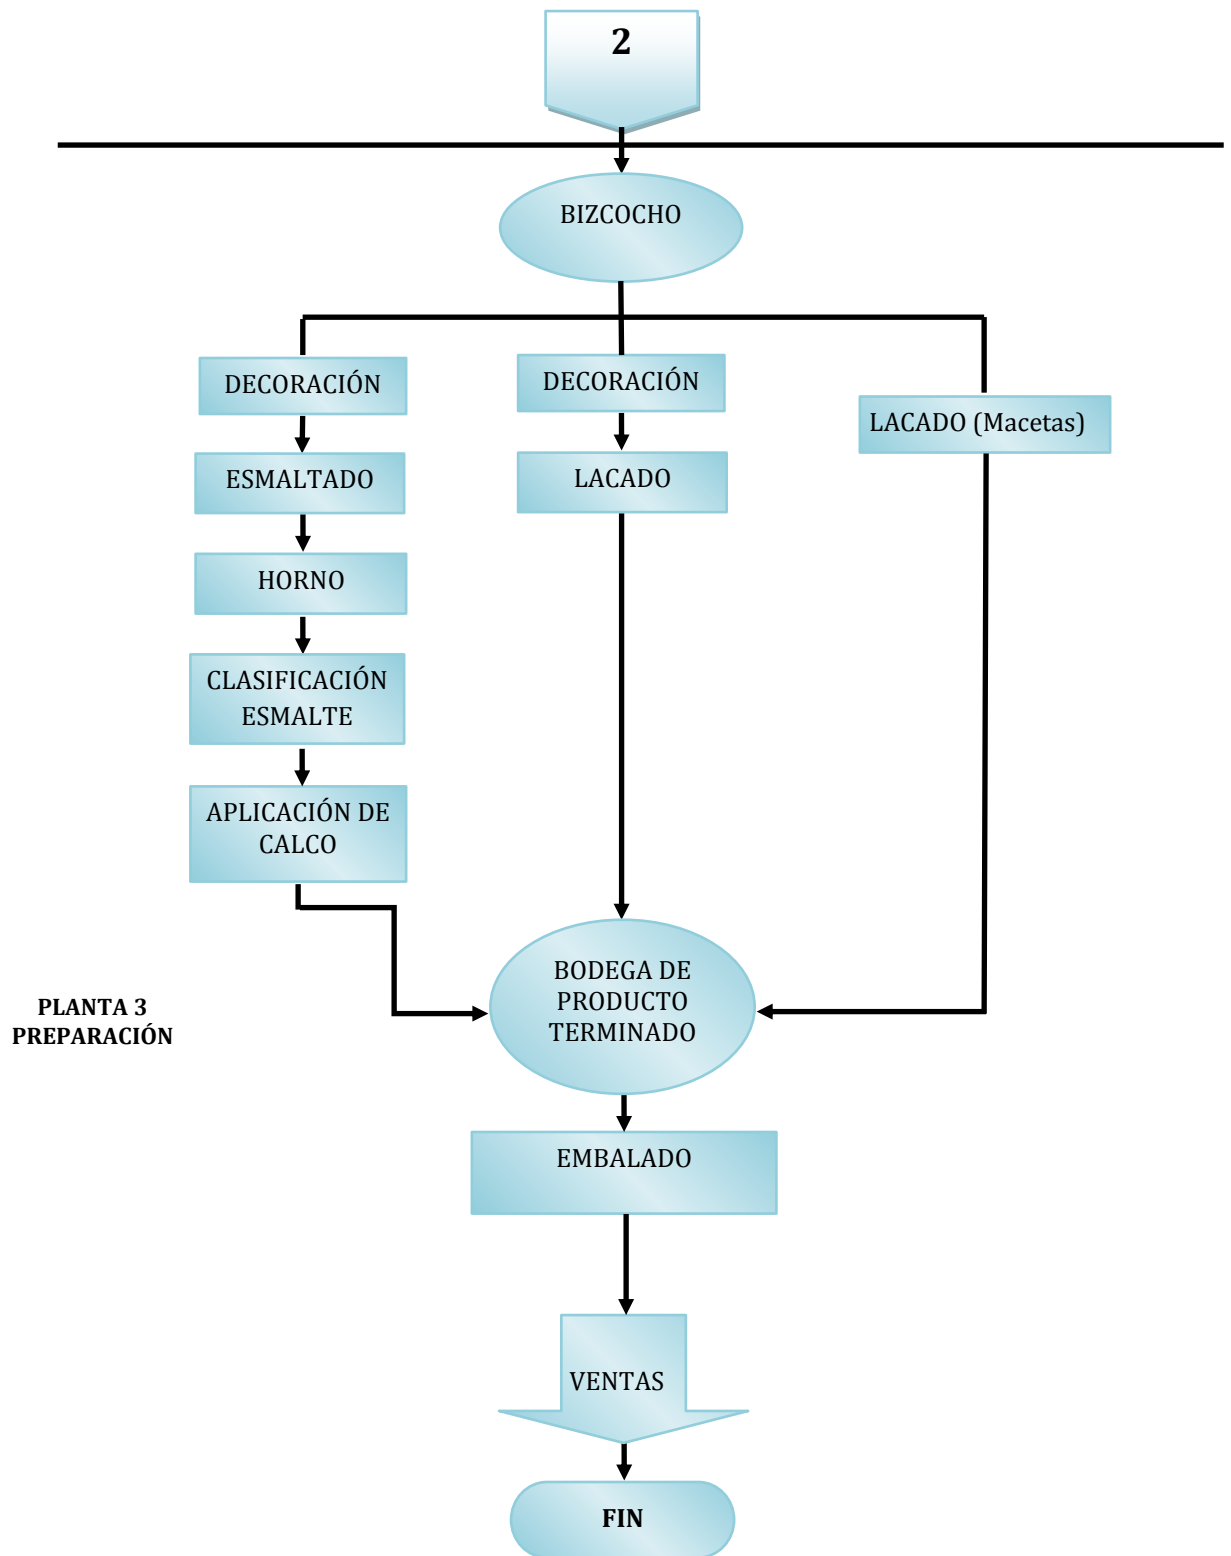 2
BIZCOCHO
DECORACIÓN
ESMALTADO
HORNO
CLASIFICACIÓN
ESMALTE
APLICACIÓN DE
CALCO
DECORACIÓN
LACADO
LACADO (Macetas)
PLANTA 3
PREPARACIÓN
BODEGA DE
PRODUCTO
TERMINADO
EMBALADO
VENTAS
FIN